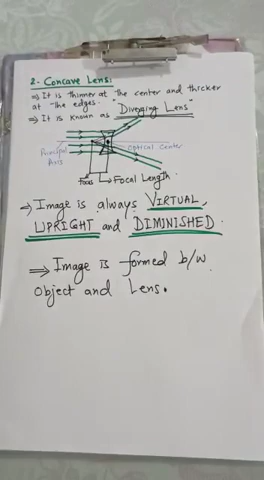 2. Concave Lens:
⇒ It is thinner at the center and thicker
at the edges.
⇒ It is known as "Diverging Lens"
Principal
Axis
optical center
Focus
Focal Length.
⇒ Image is always VIRTUAL,
UPRIGHT and DIMINISHED.
⇒ Image is formed b/w
object and Lens.